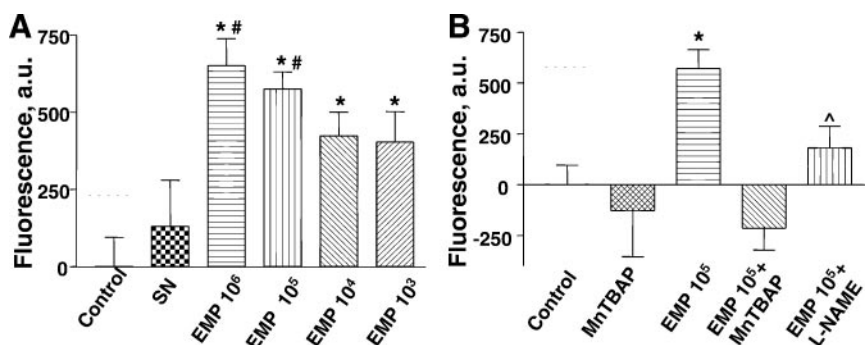 A
Fluorescence, a.u.
750
500
250
0
* #
* #
*
*
Control
SN
EMP 10⁶
EMP 10⁵
EMP 10⁴
EMP 10³
B
Fluorescence, a.u.
750
500
250
0
-250
*
^
Control
MnTBAP
EMP 10⁵
EMP 10⁵+
MnTBAP
EMP 10⁵+
L-NAME